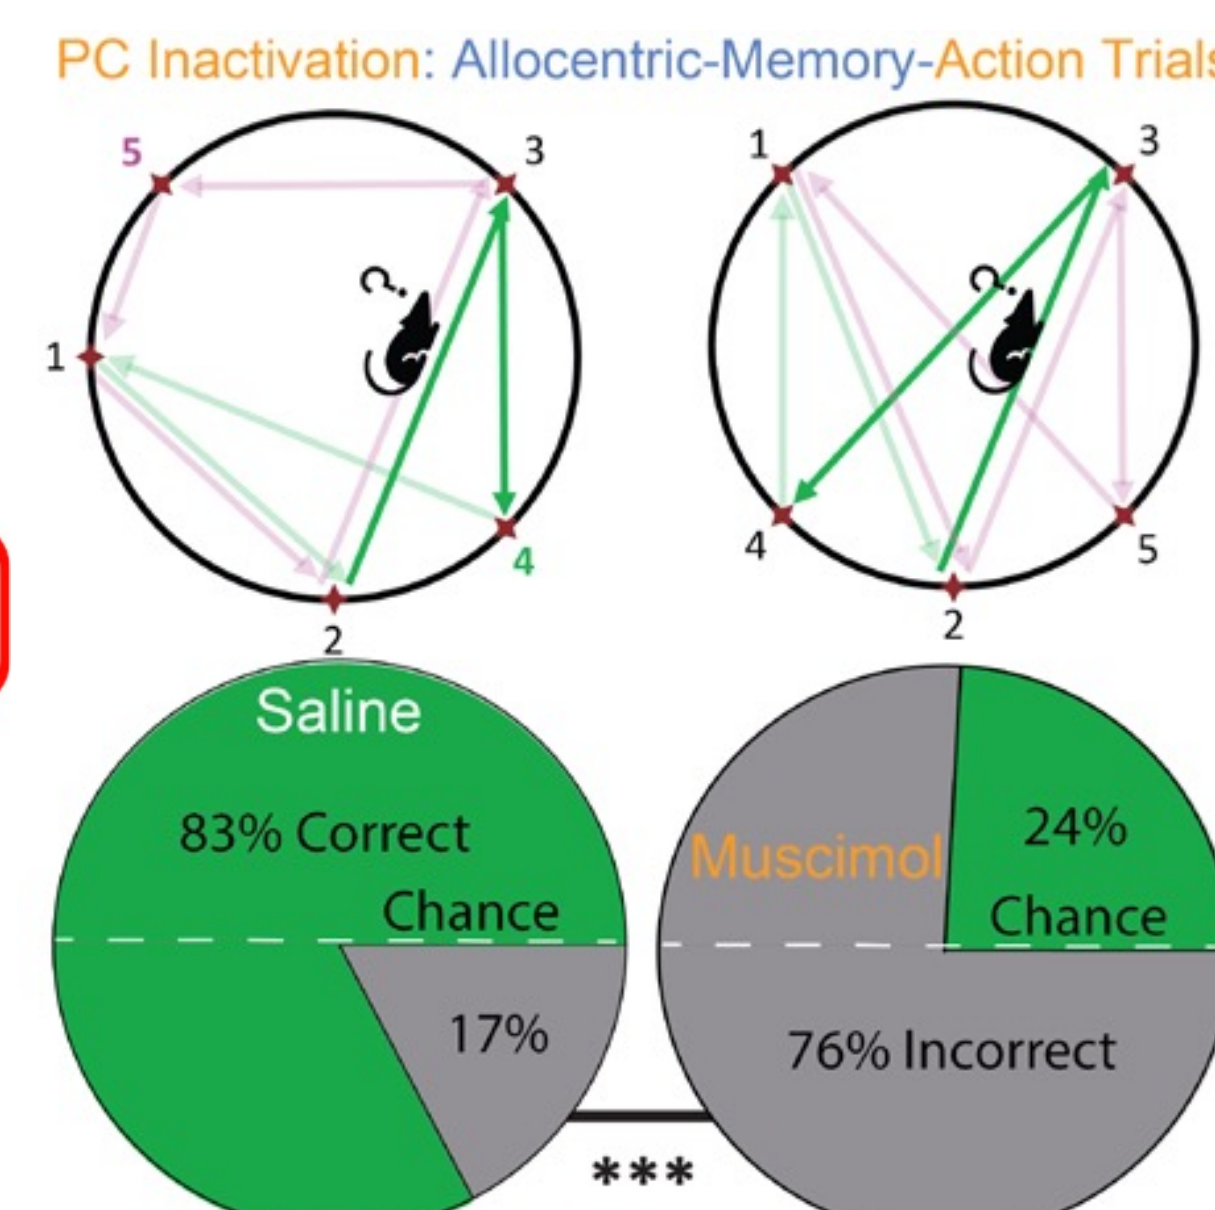 PC Inactivation: Allocentric-Memory-Action Trials
5
3
1
3
?
?
1
4
4
5
2
2
Saline
83% Correct
Chance
17%
24%
Muscimol
Chance
76% Incorrect
***